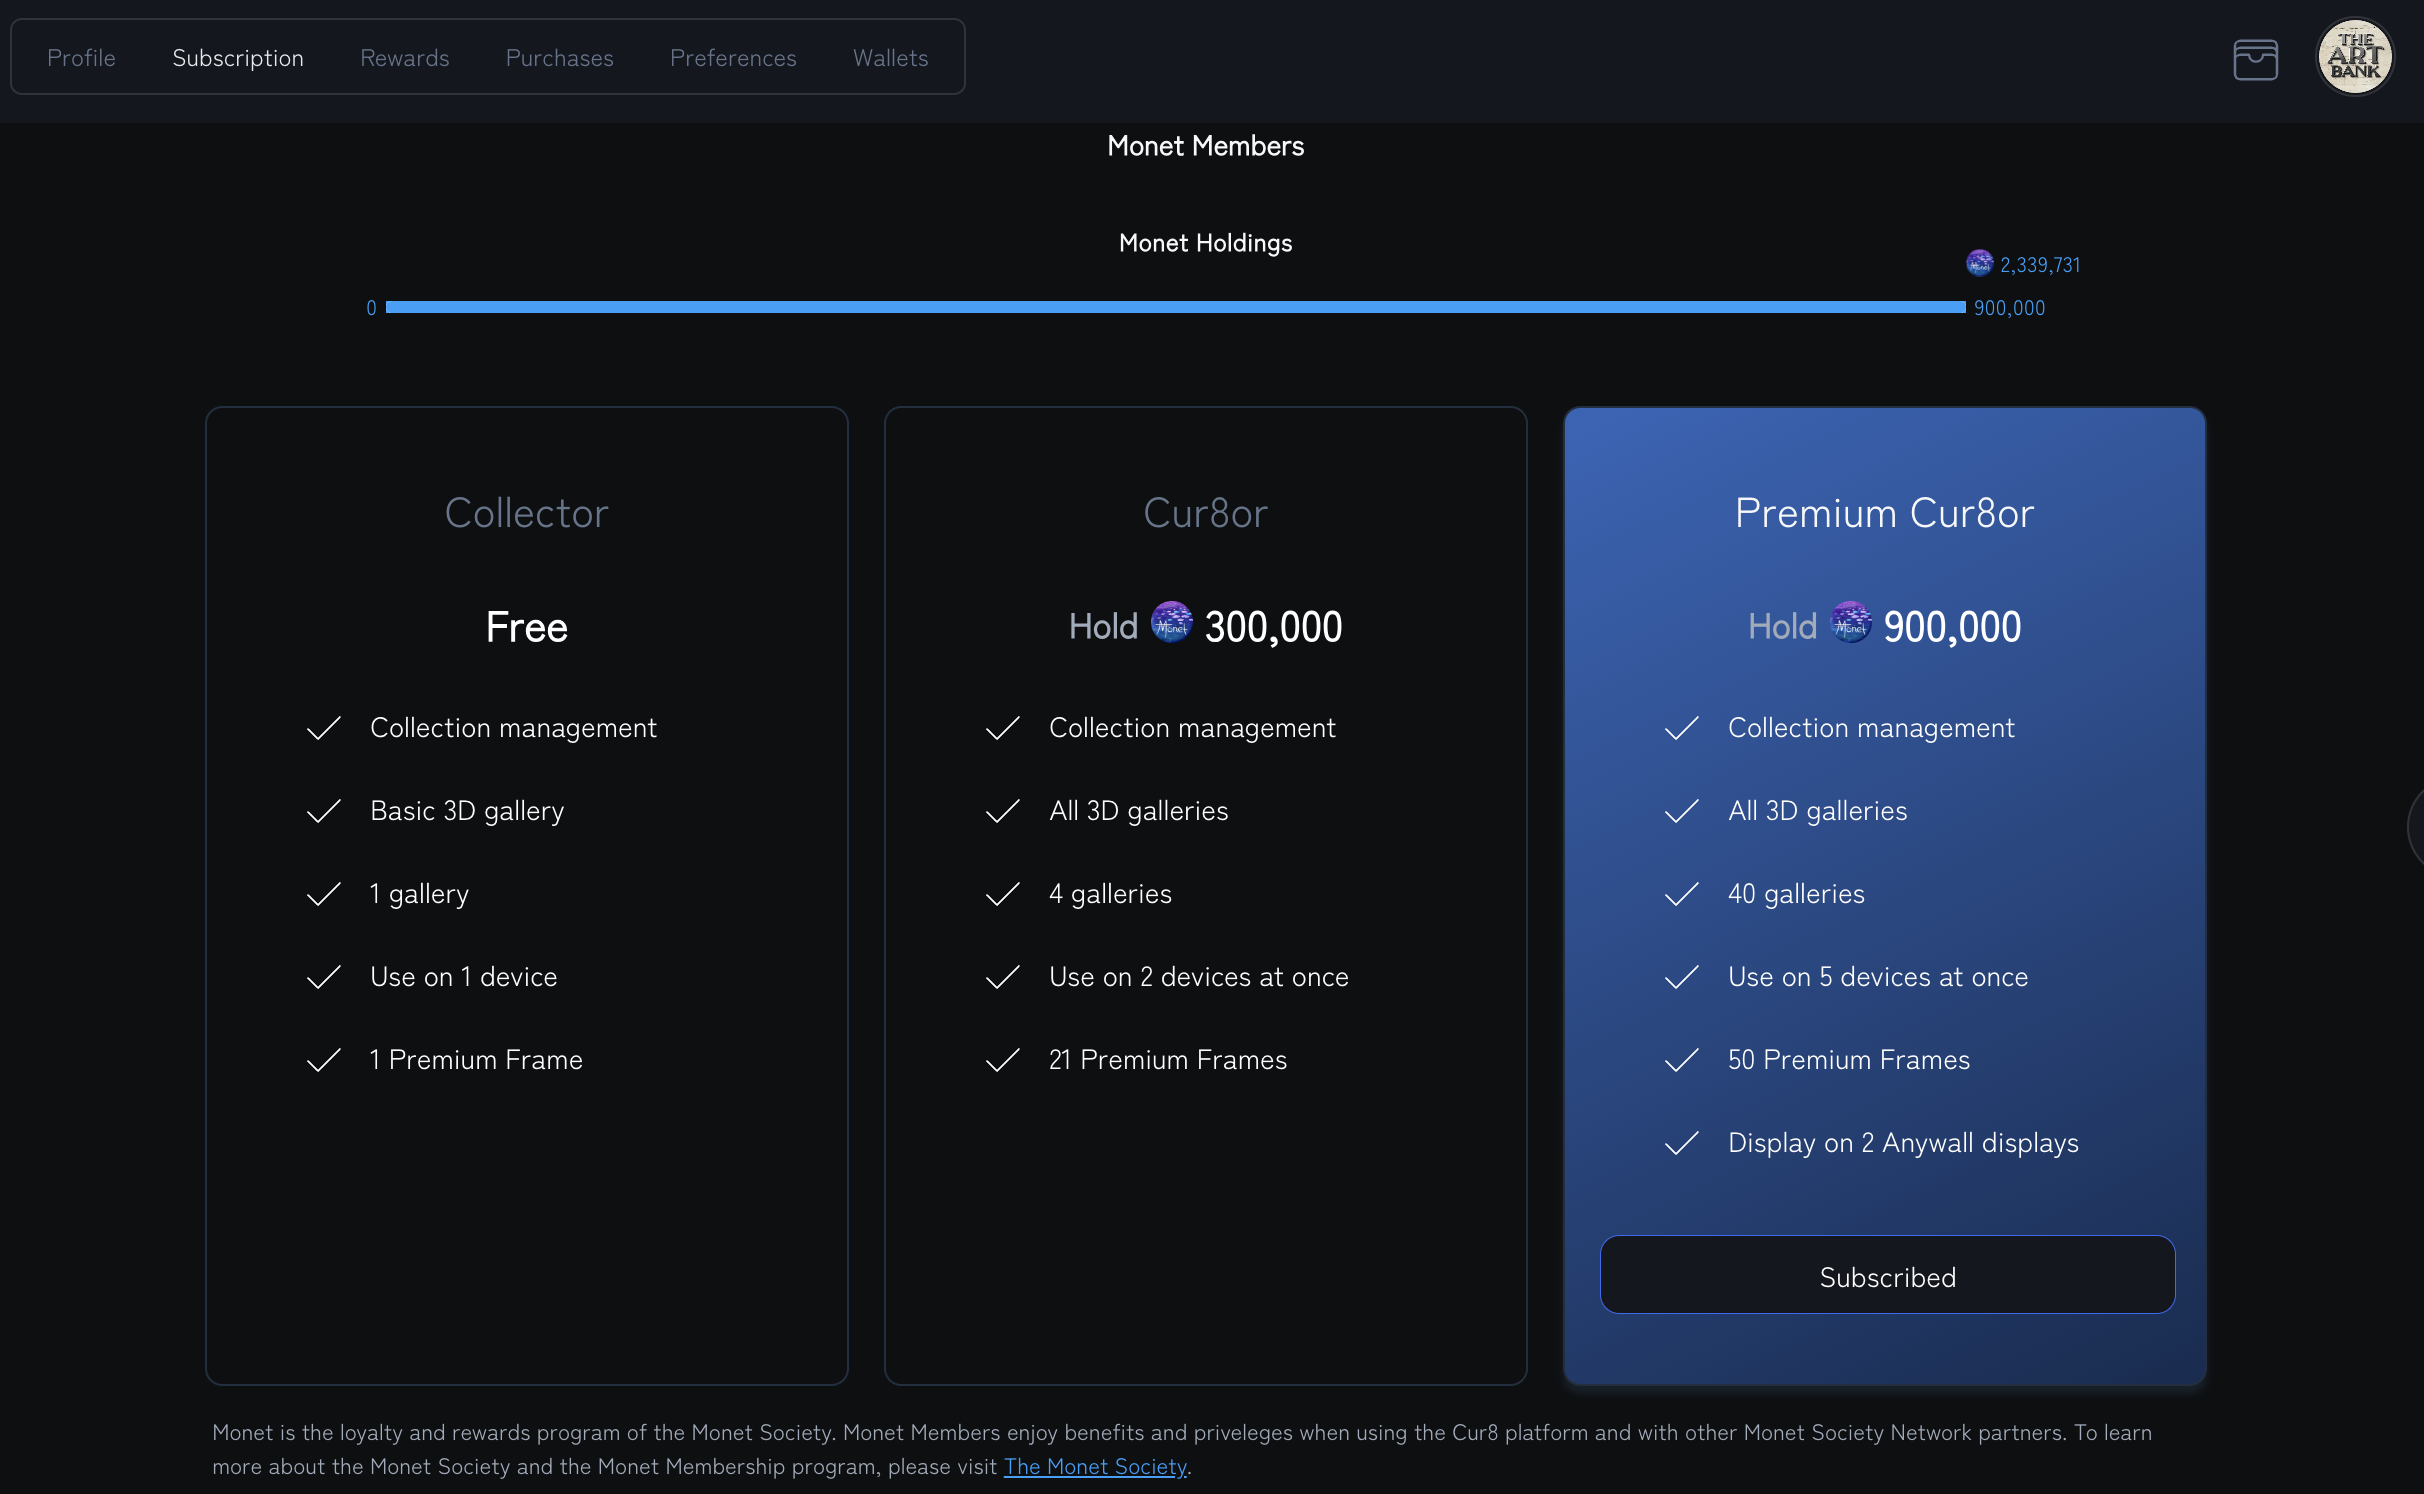 Profile Subscription Rewards Purchases Preferences Wallets
THE
ART
BANK
Monet Members
Monet Holdings
Monet 2,339,731
0 900,000
Collector
Free
Collection management
Basic 3D gallery
1 gallery
Use on 1 device
1 Premium Frame
Cur8or
Hold Monet 300,000
Collection management
All 3D galleries
4 galleries
Use on 2 devices at once
21 Premium Frames
Premium Cur8or
Hold Monet 900,000
Collection management
All 3D galleries
40 galleries
Use on 5 devices at once
50 Premium Frames
Display on 2 Anywall displays
Subscribed
Monet is the loyalty and rewards program of the Monet Society. Monet Members enjoy benefits and priveleges when using the Cur8 platform and with other Monet Society Network partners. To learn
more about the Monet Society and the Monet Membership program, please visit The Monet Society.